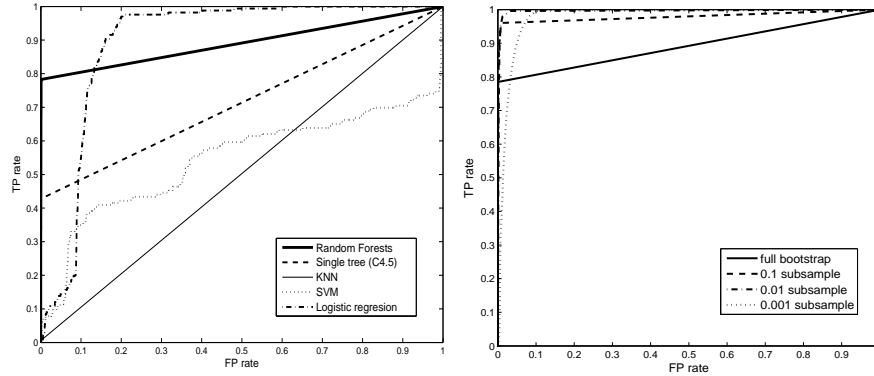 1
0.9
0.8
0.7
0.6
0.5
0.4
0.3
0.2
0.1
0
TP rate
0 0.1 0.2 0.3 0.4 0.5 0.6 0.7 0.8 0.9 1
FP rate
Random Forests
Single tree (C4.5)
KNN
SVM
Logistic regresion
1
0.9
0.8
0.7
0.6
0.5
0.4
0.3
0.2
0.1
0
TP rate
0 0.1 0.2 0.3 0.4 0.5 0.6 0.7 0.8 0.9
FP rate
full bootstrap
0.1 subsample
0.01 subsample
0.001 subsample